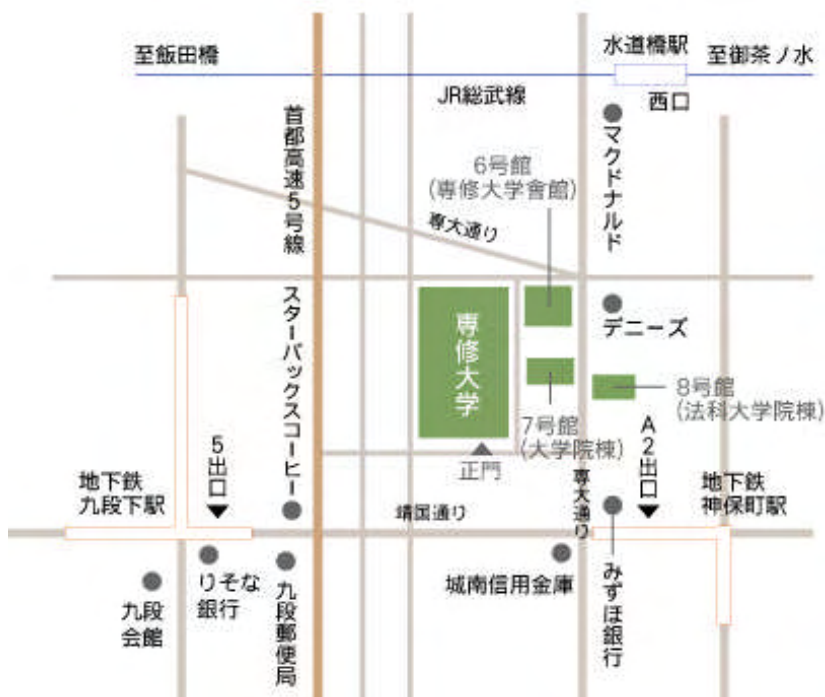 水道橋駅
至飯田橋
至御茶ノ水
JR総武線
西口
首都高速5号線
マクドナルド
6号館
(専修大学會館)
専大通り
スターバックスコーヒー
専修大学
デニーズ
8号館
(法科大学院棟)
7号館
(大学院棟)
正門
5出口
A2出口
地下鉄
九段下駅
地下鉄
神保町駅
靖国通り
専大通り
りそな
銀行
九段
会館
九段郵便局
城南信用金庫
みずほ銀行